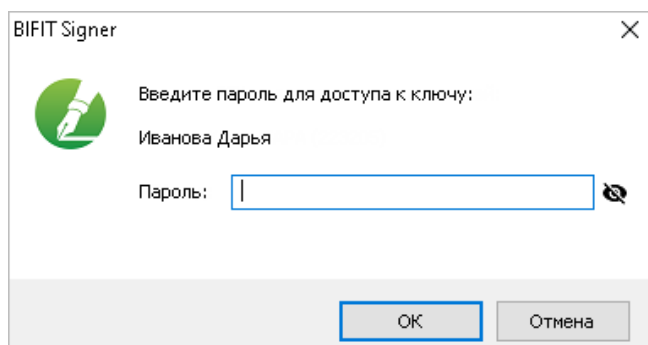 BIFIT Signer
Введите пароль для доступа к ключу:
Иванова Дарья
Пароль:
ОК
Отмена